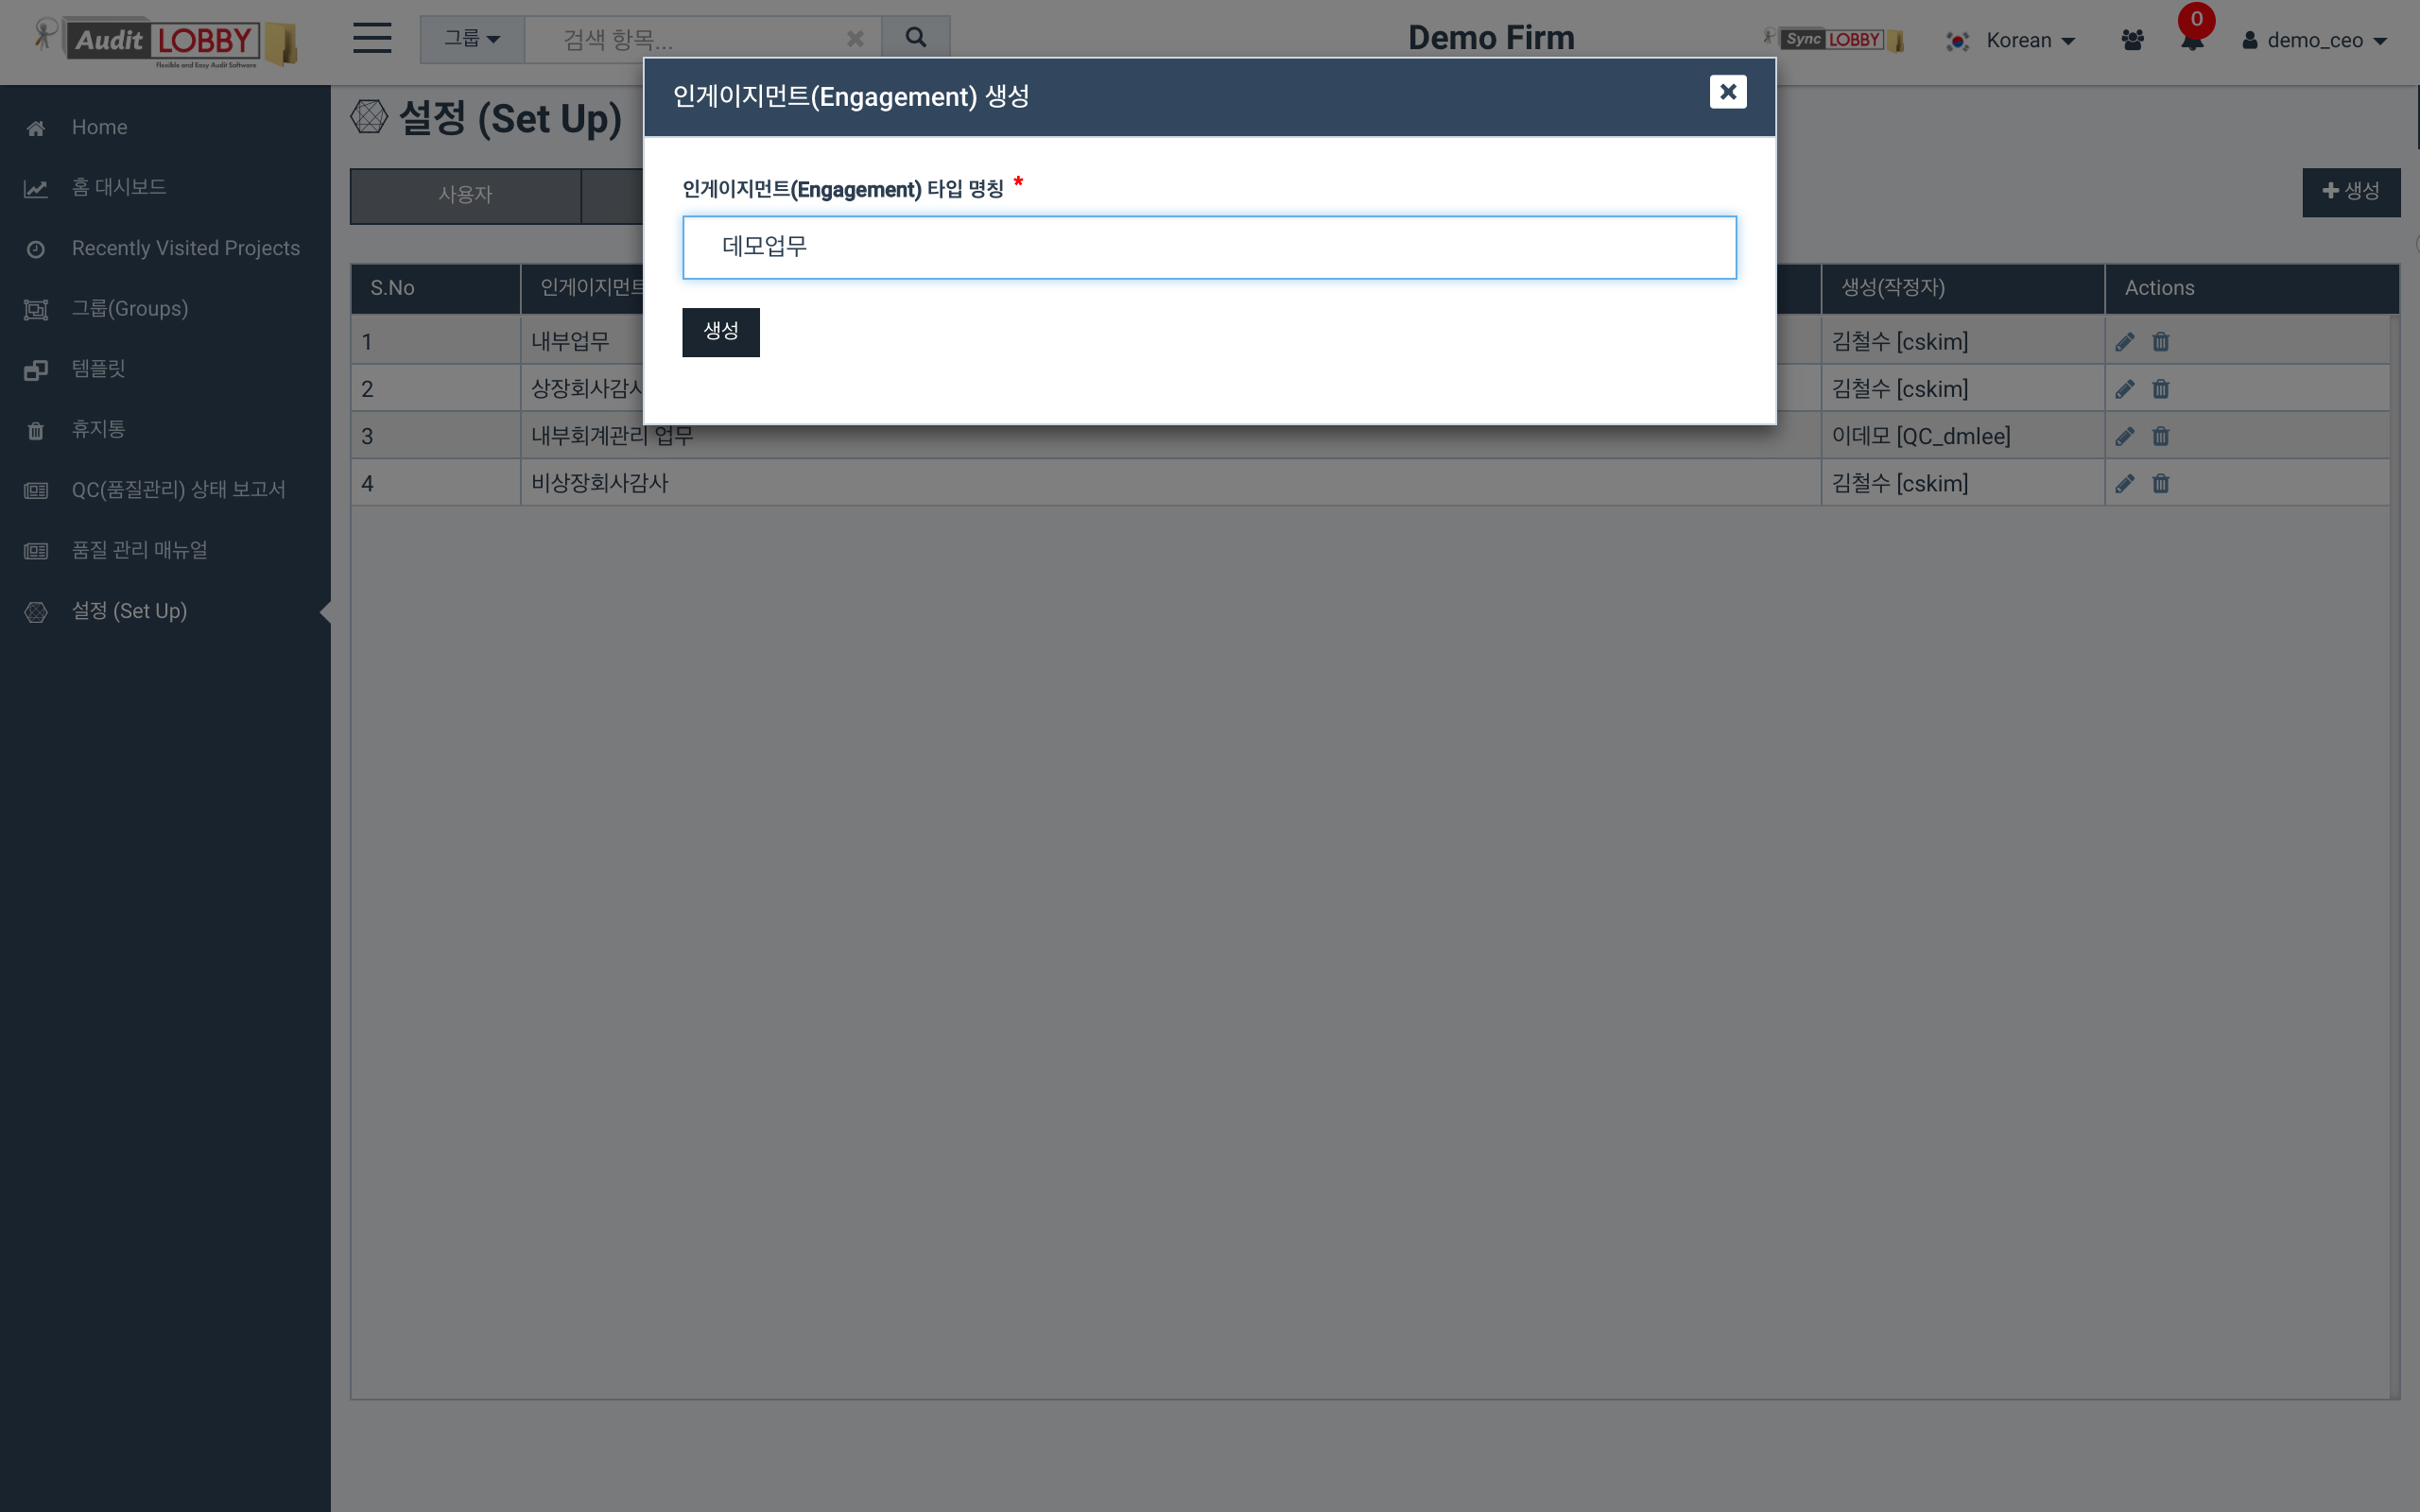 Audit LOBBY
Flexible and Easy Audit Software
그룹
검색 항목...
Demo Firm
Sync LOBBY
Korean
0
demo_ceo
Home
홈 대시보드
Recently Visited Projects
그룹(Groups)
템플릿
휴지통
QC(품질관리) 상태 보고서
품질 관리 매뉴얼
설정 (Set Up)
설정 (Set Up)
사용자
생성
인게이지먼트(Engagement) 생성
인게이지먼트(Engagement) 타입 명칭 *
데모업무
생성
S.No 인게이지먼트 생성(작정자) Actions
1 내부업무 김철수 [cskim]
2 상장회사감사 김철수 [cskim]
3 내부회계관리 업무 이데모 [QC_dmlee]
4 비상장회사감사 김철수 [cskim]